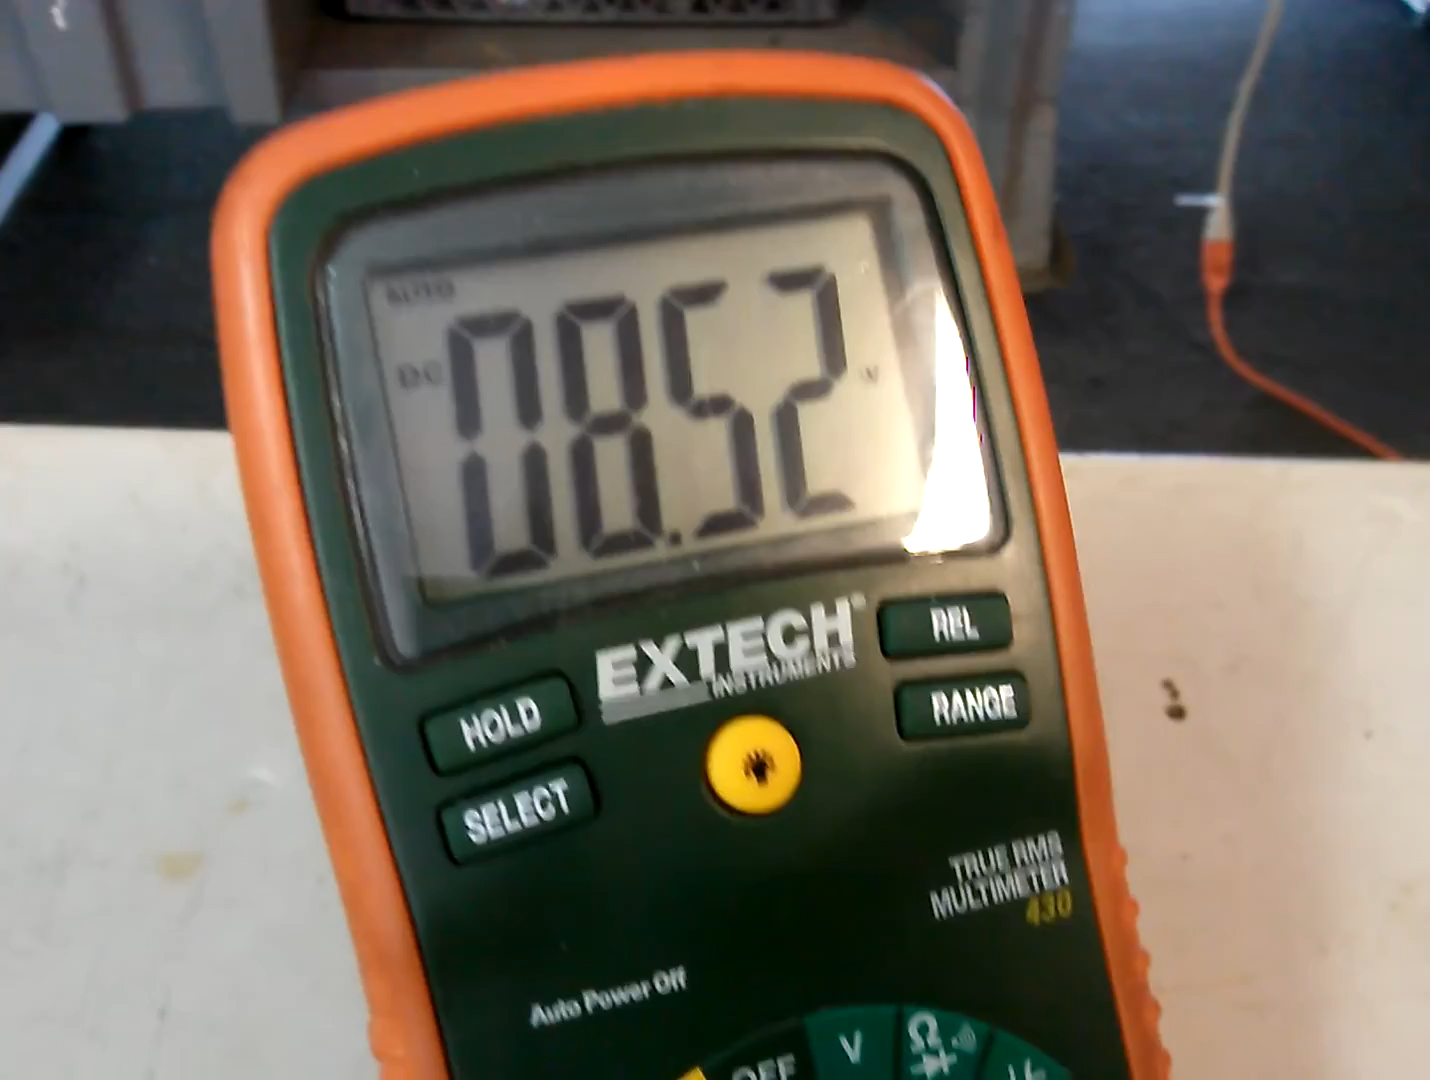 AUTO
DC 08.52 V
EXTECH
INSTRUMENTS
REL
HOLD
RANGE
SELECT
TRUE RMS
MULTIMETER
430
Auto Power Off
OFF
V
Ω